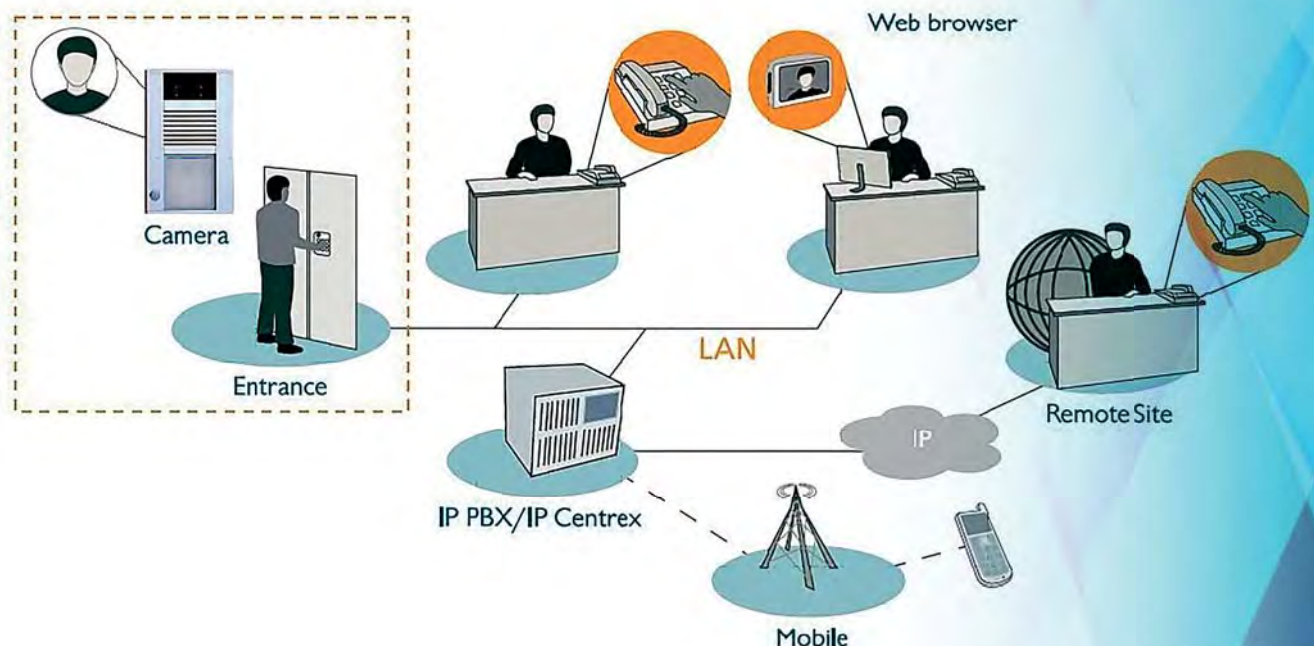 Web browser
Camera
Entrance
LAN
IP
Remote Site
IP PBX/IP Centrex
Mobile